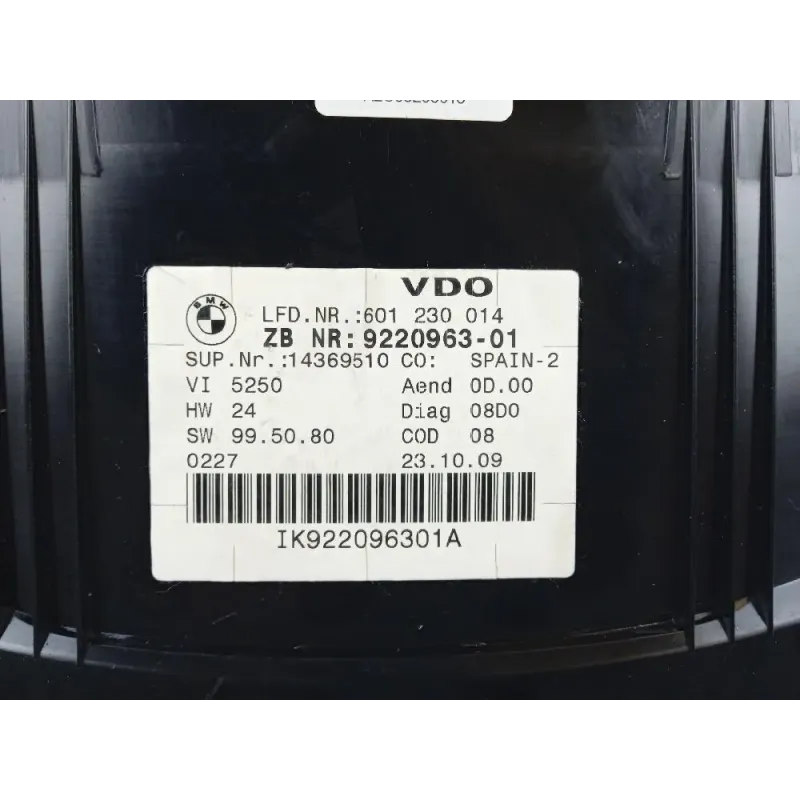 VDO
BMW
LFD.NR.:601 230 014
ZB NR:9220963-01
SUP.Nr.:14369510 CO: SPAIN-2
VI 5250 Aend 0D.00
HW 24 Diag 08D0
SW 99.50.80 COD 08
0227 23.10.09
IK922096301A